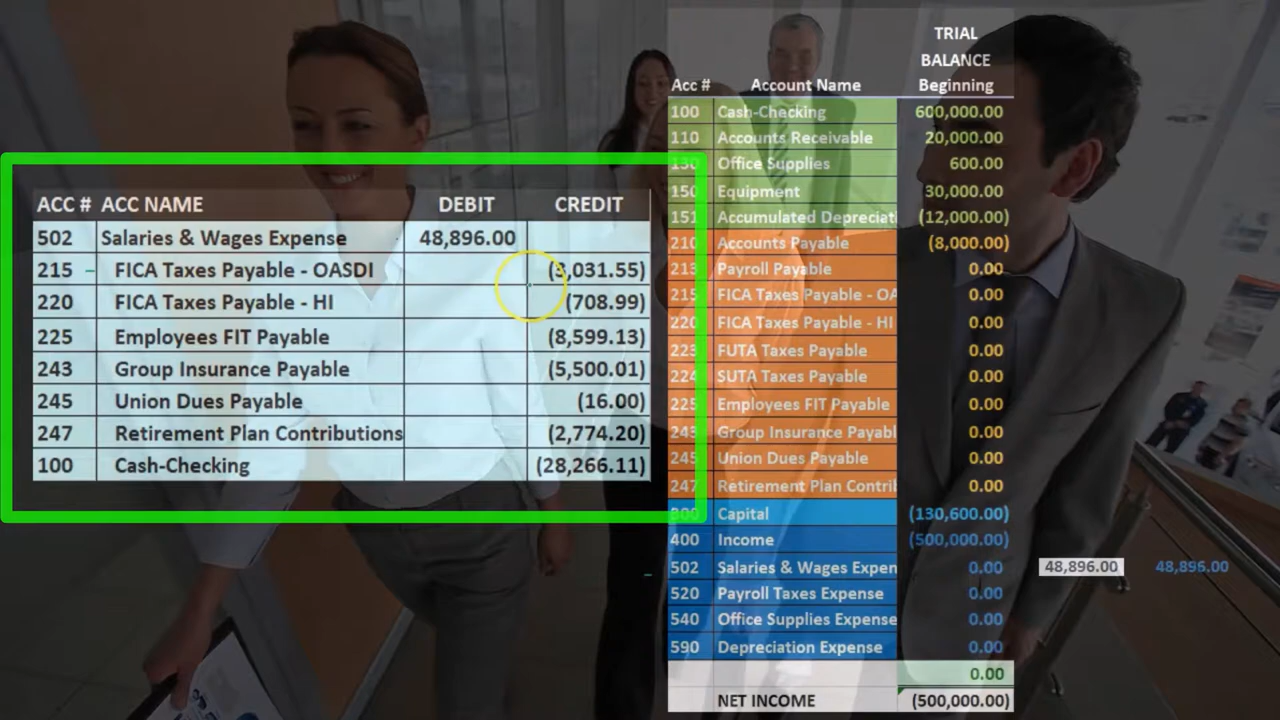 ACC # ACC NAME DEBIT CREDIT
502 Salaries & Wages Expense 48,896.00
215 FICA Taxes Payable - OASDI (3,031.55)
220 FICA Taxes Payable - HI (708.99)
225 Employees FIT Payable (8,599.13)
243 Group Insurance Payable (5,500.01)
245 Union Dues Payable (16.00)
247 Retirement Plan Contributions (2,774.20)
100 Cash-Checking (28,266.11)
TRIAL
BALANCE
Acc # Account Name Beginning
100 Cash-Checking 600,000.00
110 Accounts Receivable 20,000.00
130 Office Supplies 600.00
150 Equipment 30,000.00
151 Accumulated Depreciati (12,000.00)
210 Accounts Payable (8,000.00)
213 Payroll Payable 0.00
215 FICA Taxes Payable - OA 0.00
220 FICA Taxes Payable - HI 0.00
223 FUTA Taxes Payable 0.00
224 SUTA Taxes Payable 0.00
225 Employees FIT Payable 0.00
243 Group Insurance Payabl 0.00
245 Union Dues Payable 0.00
247 Retirement Plan Contril 0.00
300 Capital (130,600.00)
400 Income (500,000.00)
502 Salaries & Wages Expen 0.00 48,896.00 48,896.00
520 Payroll Taxes Expense 0.00
540 Office Supplies Expense 0.00
590 Depreciation Expense 0.00
0.00
NET INCOME (500,000.00)